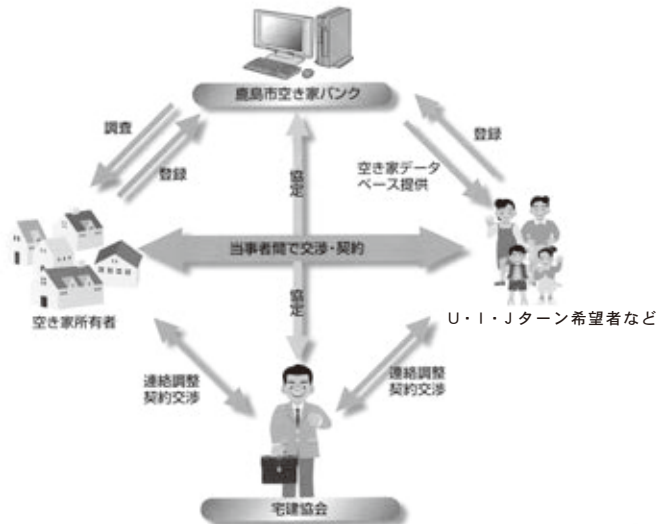 鹿島市空き家バンク
調査
登録
登録
空き家データ
ベース提供
協定
当事者間で交渉・契約
協定
空き家所有者
U・I・Jターン希望者など
連絡調整
契約交渉
連絡調整
契約交渉
宅建協会